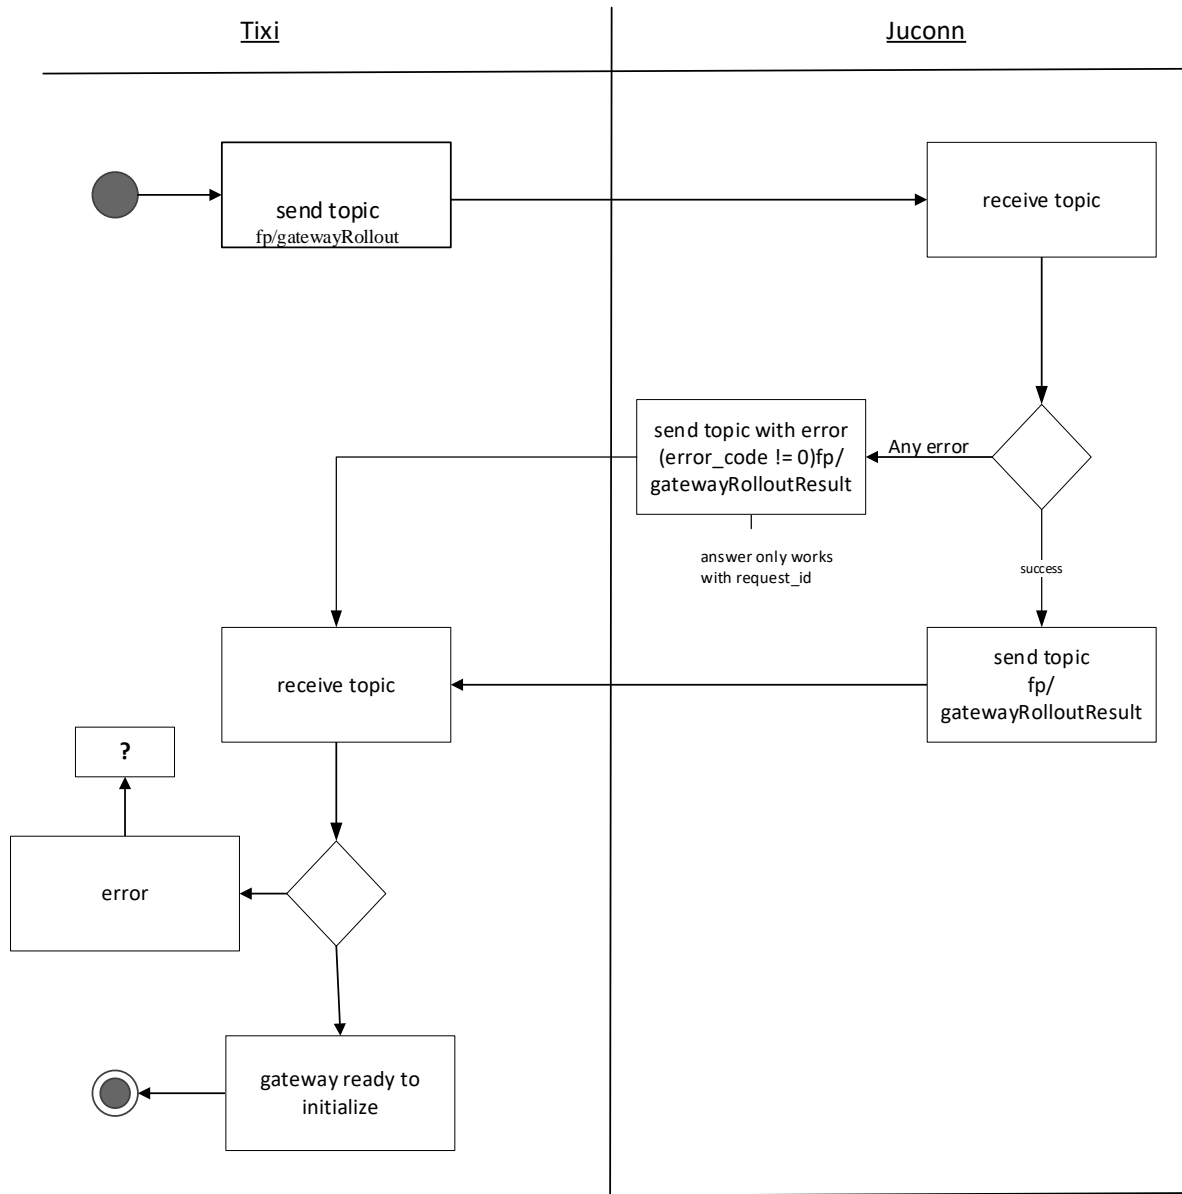 Tixi
Juconn
send topic
fp/gatewayRollout
receive topic
send topic with error
(error_code != 0)fp/
gatewayRolloutResult
Any error
answer only works
with request_id
success
receive topic
send topic
fp/
gatewayRolloutResult
?
error
gateway ready to
initialize